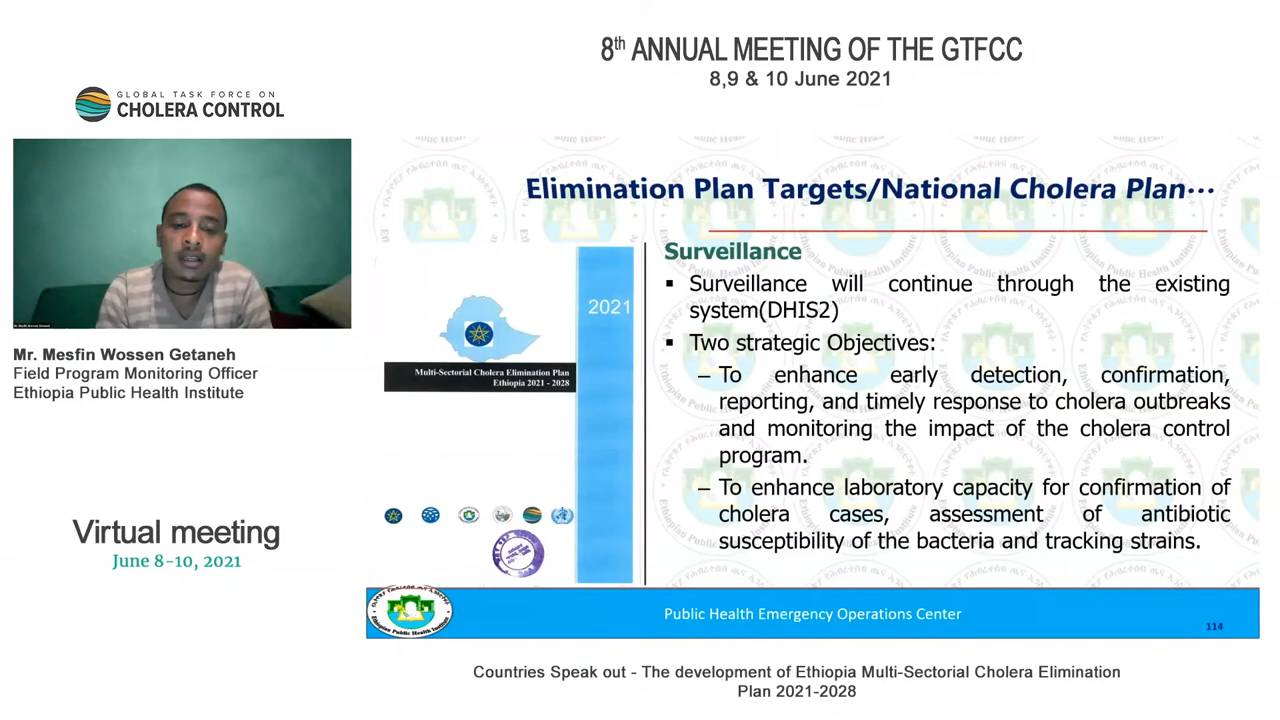 8th ANNUAL MEETING OF THE GTFCC
8,9 & 10 June 2021
GLOBAL TASK FORCE ON
CHOLERA CONTROL
Mr. Mesfin Wossen Getaneh
Field Program Monitoring Officer
Ethiopia Public Health Institute
Virtual meeting
June 8-10, 2021
Elimination Plan Targets/National Cholera Plan···
2021
Multi-Sectorial Cholera Elimination Plan
Ethiopia 2021 - 2028
Surveillance
▪ Surveillance will continue through the existing
system(DHIS2)
▪ Two strategic Objectives:
– To enhance early detection, confirmation,
reporting, and timely response to cholera outbreaks
and monitoring the impact of the cholera control
program.
– To enhance laboratory capacity for confirmation of
cholera cases, assessment of antibiotic
susceptibility of the bacteria and tracking strains.
Ethiopian Public Health Institute
Public Health Emergency Operations Center
114
Countries Speak out - The development of Ethiopia Multi-Sectorial Cholera Elimination
Plan 2021-2028